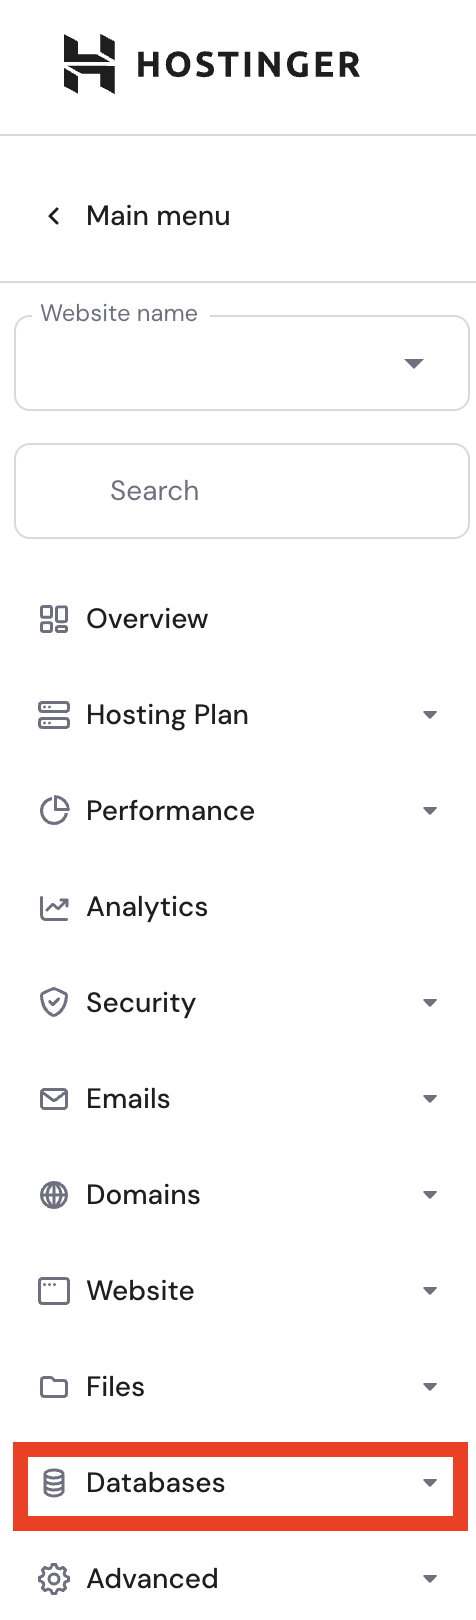 HOSTINGER
Main menu
Website name
Search
Overview
Hosting Plan
Performance
Analytics
Security
Emails
Domains
Website
Files
Databases
Advanced